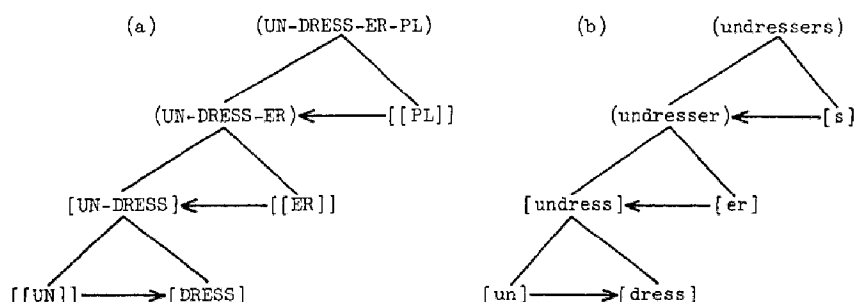 (a) (UN-DRESS-ER-PL) (b) (undressers)
(UN-DRESS-ER) [[PL]] (undresser) [s]
[UN-DRESS] [[ER]] [undress] [er]
[[UN]] [DRESS] [un] [dress]